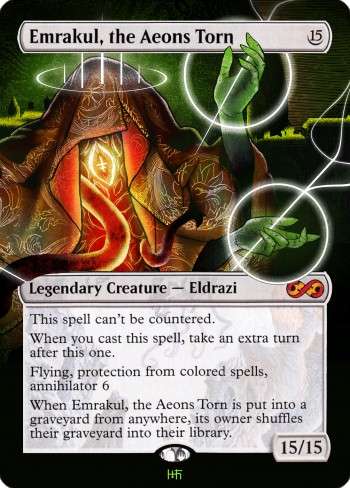 Emrakul, the Aeons Torn 15
Legendary Creature — Eldrazi
This spell can't be countered.
When you cast this spell, take an extra turn
after this one.
Flying, protection from colored spells,
annihilator 6
When Emrakul, the Aeons Torn is put into a
graveyard from anywhere, its owner shuffles
their graveyard into their library.
15/15